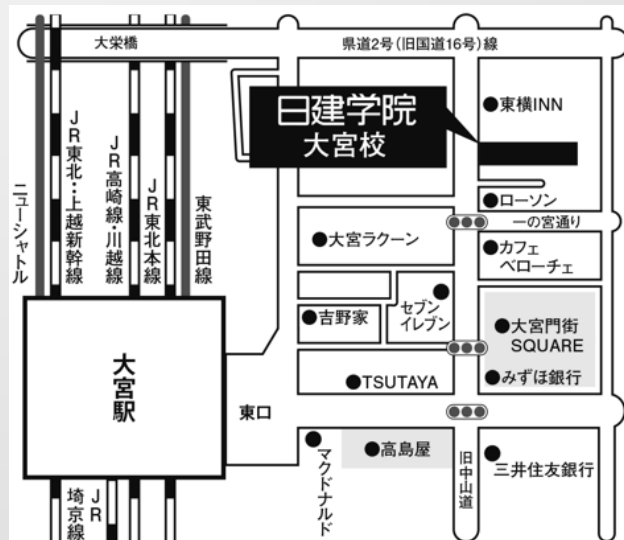 大栄橋
県道2号(旧国道16号)線
東横INN
日建学院
大宮校
JR東北・上越新幹線
JR高崎線・川越線
JR東北本線
東武野田線
ニューシャトル
ローソン
一の宮通り
大宮ラクーン
カフェ
ベローチェ
セブン
イレブン
吉野家
大宮門街
SQUARE
TSUTAYA
みずほ銀行
大宮駅
東口
マクドナルド
高島屋
旧中山道
三井住友銀行
JR
埼京線